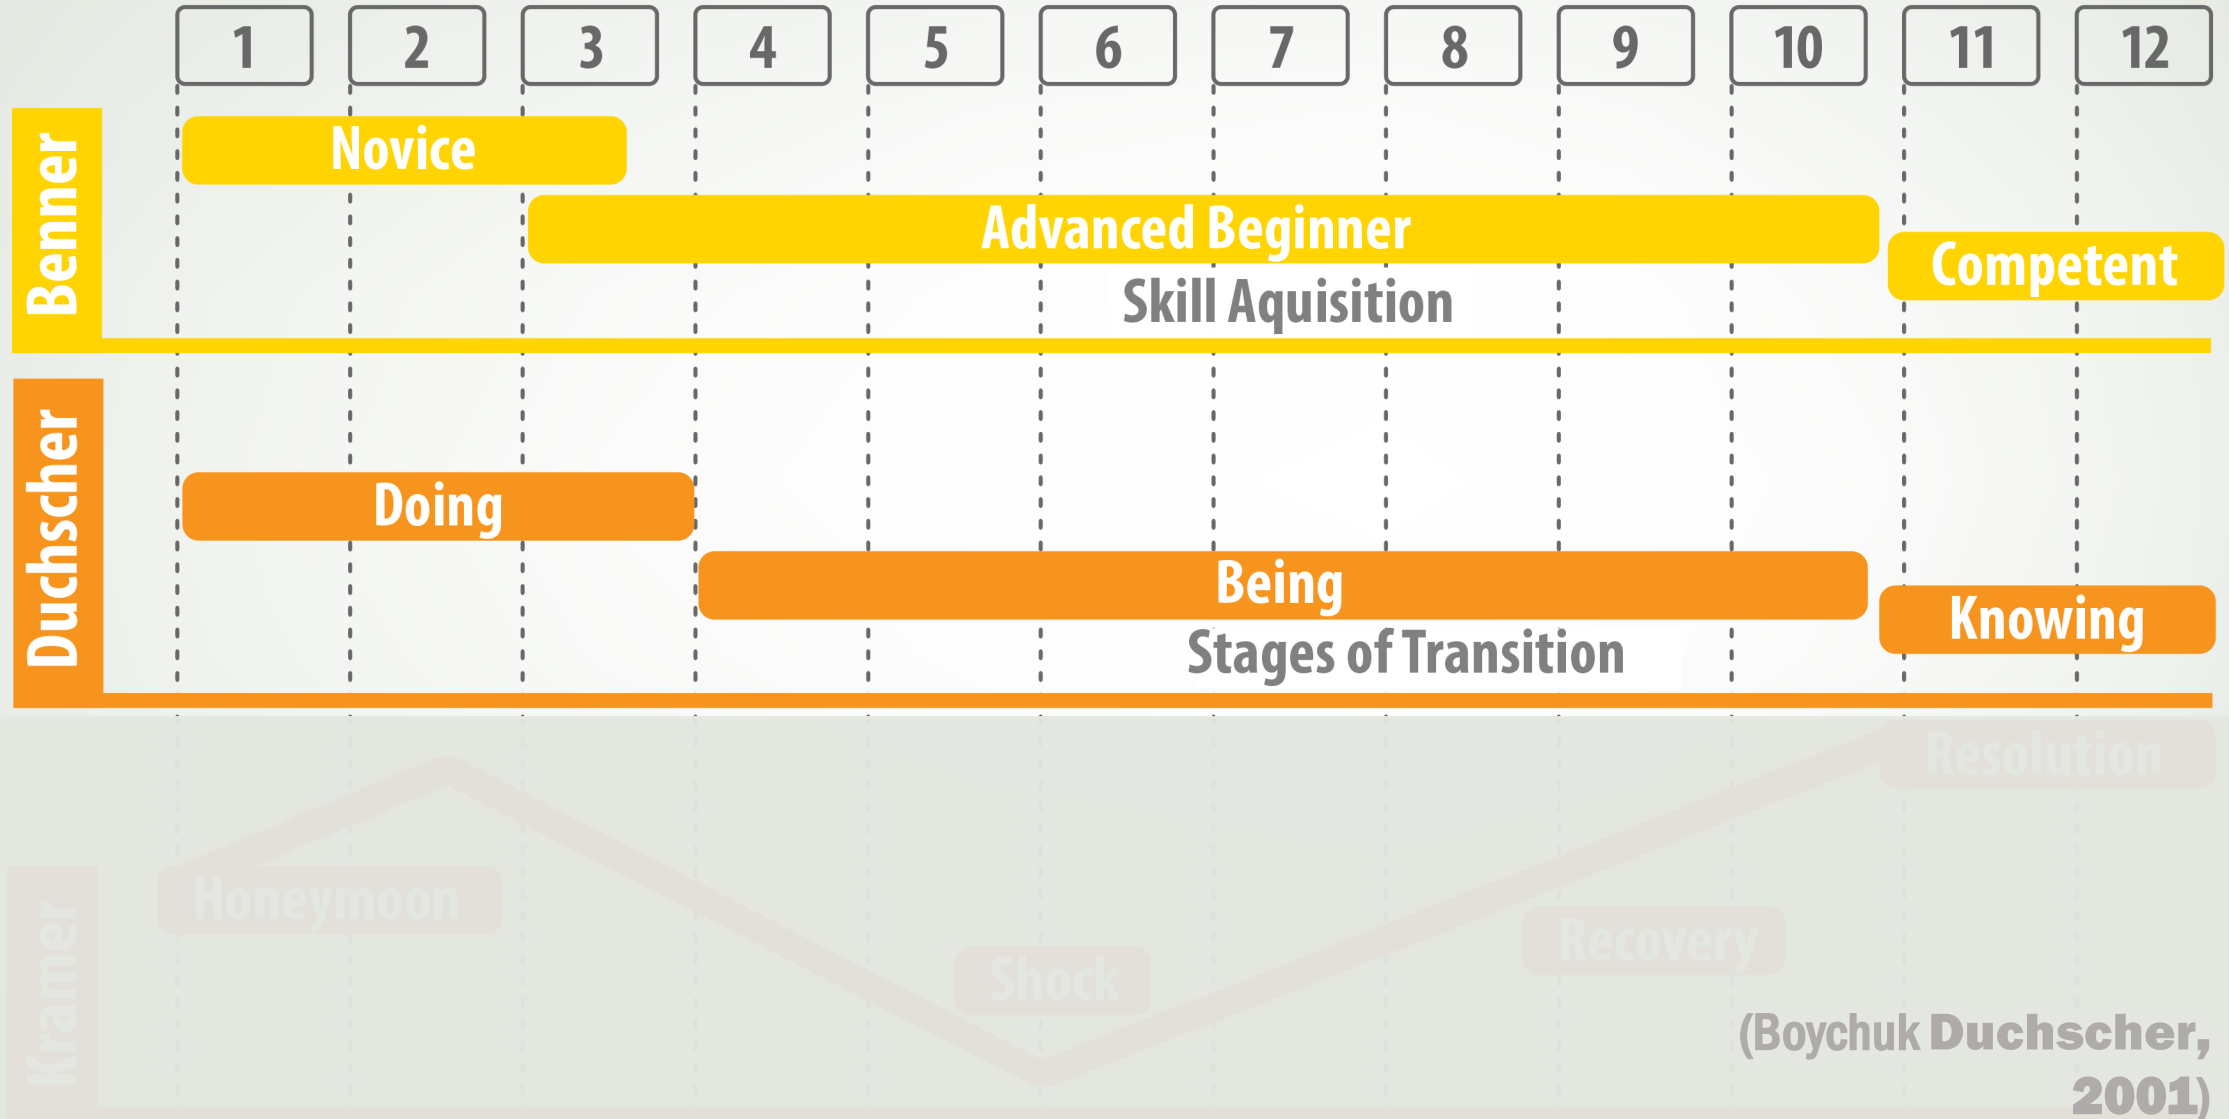 1 2 3 4 5 6 7 8 9 10 11 12
Benner
Novice
Advanced Beginner
Competent
Skill Aquisition
Duchscher
Doing
Being
Knowing
Stages of Transition
Resolution
Kramer
Honeymoon
Recovery
Shock
(Boychuk Duchscher,
2001)